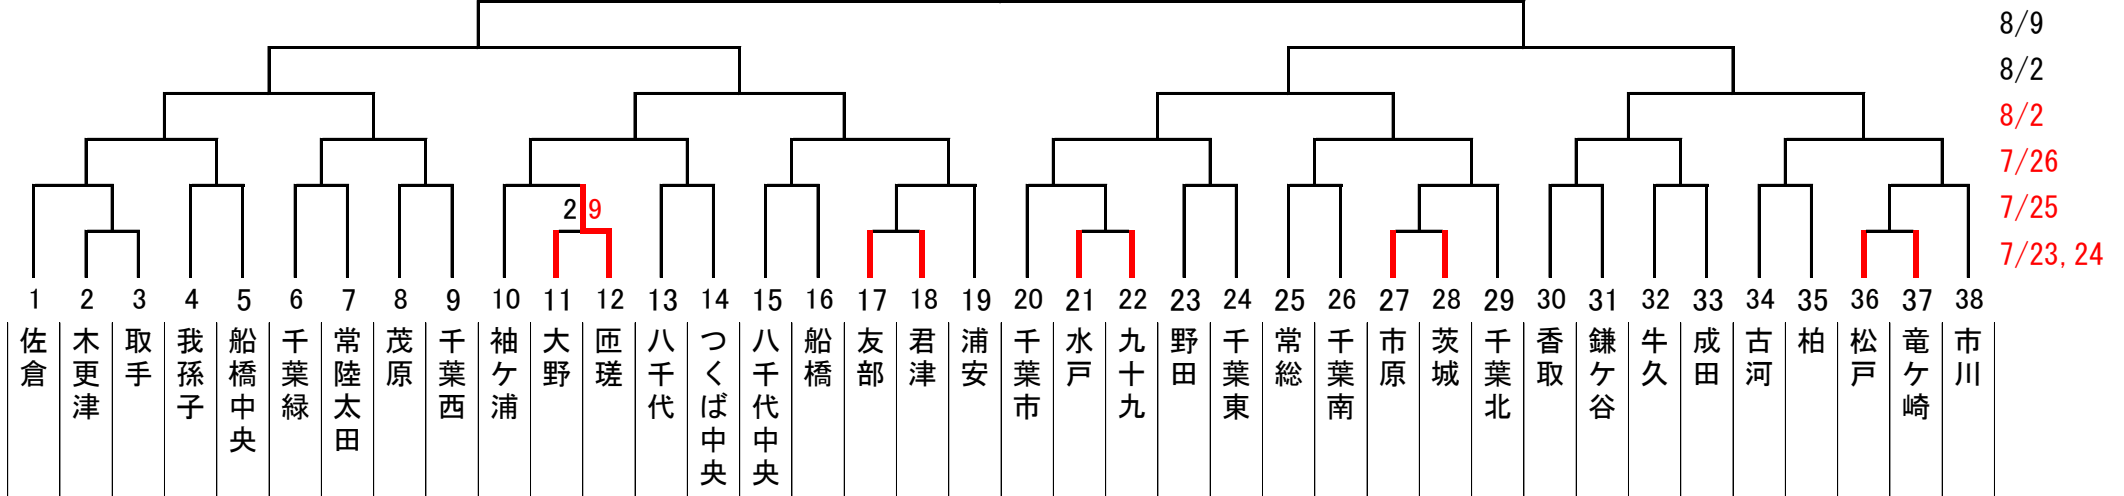 8/9
8/2
8/2
7/26
7/25
7/23,24
2 9
1 2 3 4 5 6 7 8 9 10 11 12 13 14 15 16 17 18 19 20 21 22 23 24 25 26 27 28 29 30 31 32 33 34 35 36 37 38
佐倉
木更津
取手
我孫子
船橋中央
千葉緑
常陸太田
茂原
千葉西
袖ケ浦
大野
匝瑳
八千代
つくば中央
八千代中央
船橋
友部
君津
浦安
千葉市
水戸
九十九
野田
千葉東
常総
千葉南
市原
茨城
千葉北
香取
鎌ケ谷
牛久
成田
古河
柏
松戸
竜ケ崎
市川